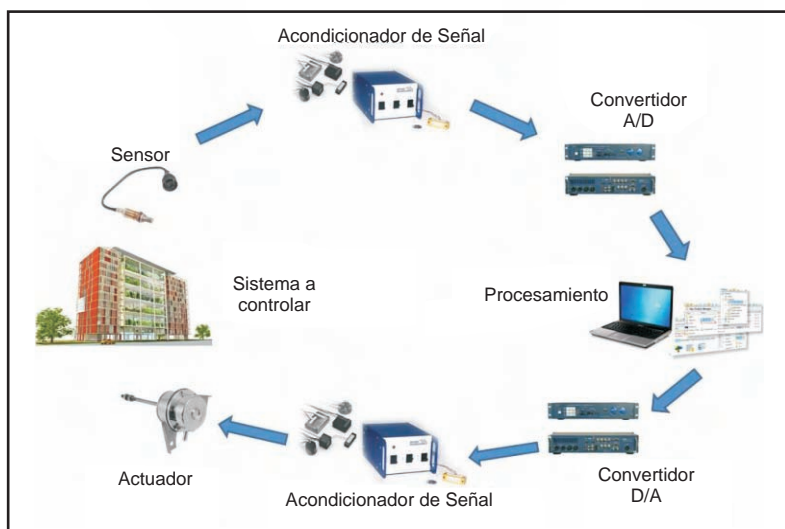 Acondicionador de Señal
Convertidor
A/D
Sensor
Sistema a
controlar
Procesamiento
Actuador
Acondicionador de Señal
Convertidor
D/A